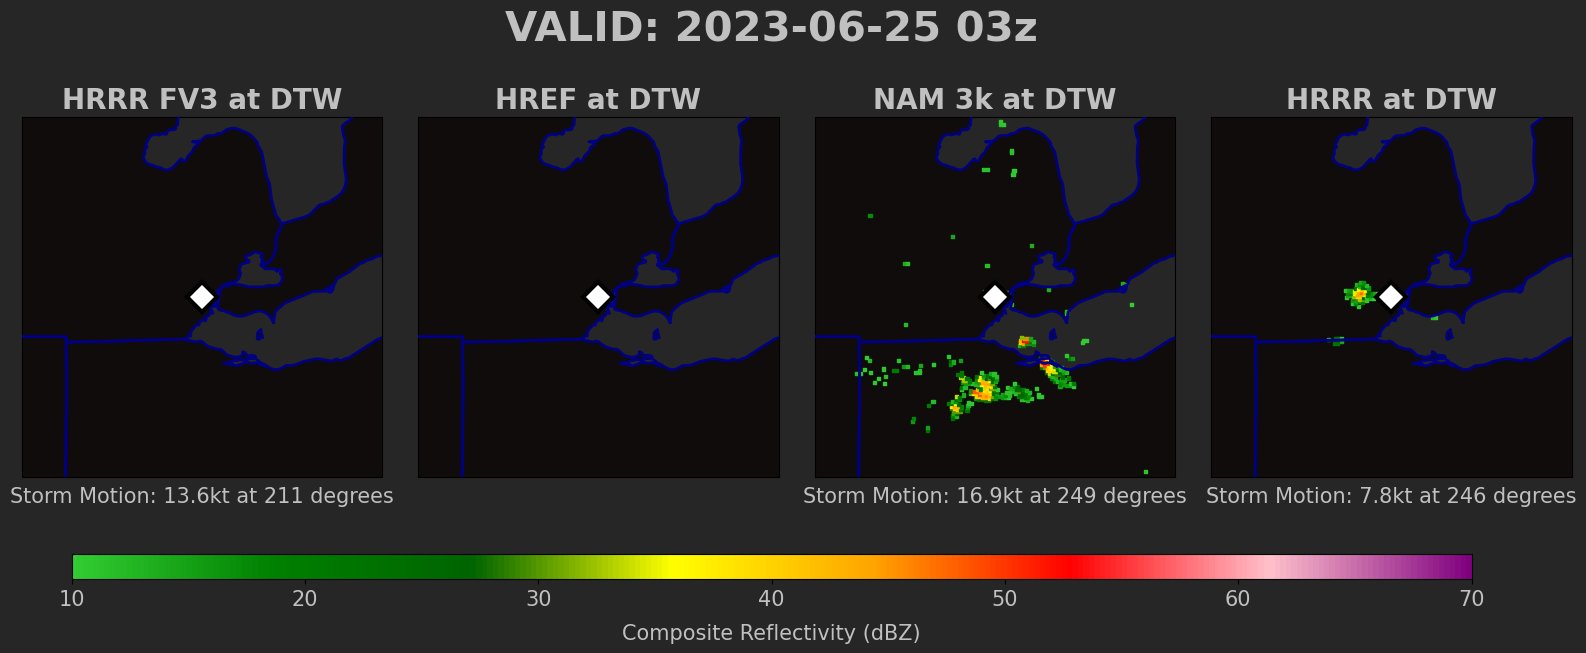 VALID: 2023-06-25 03z
HRRR FV3 at DTW
HREF at DTW
NAM 3k at DTW
HRRR at DTW
Storm Motion: 13.6kt at 211 degrees
Storm Motion: 16.9kt at 249 degrees
Storm Motion: 7.8kt at 246 degrees
10 20 30 40 50 60 70
Composite Reflectivity (dBZ)